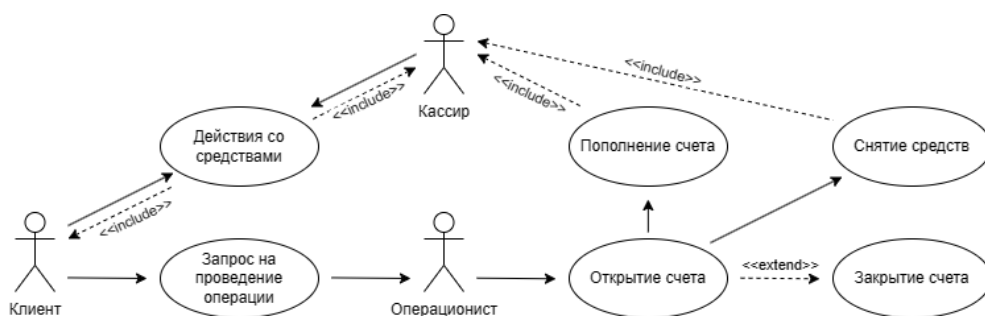 <<include>>
<<include>>
<<include>>
<<include>>
Кассир
Действия со
средствами
Пополнение счета
Снятие средств
<<include>>
Запрос на
проведение
операции
Открытие счета
<<extend>>
Закрытие счета
Клиент
Операционист